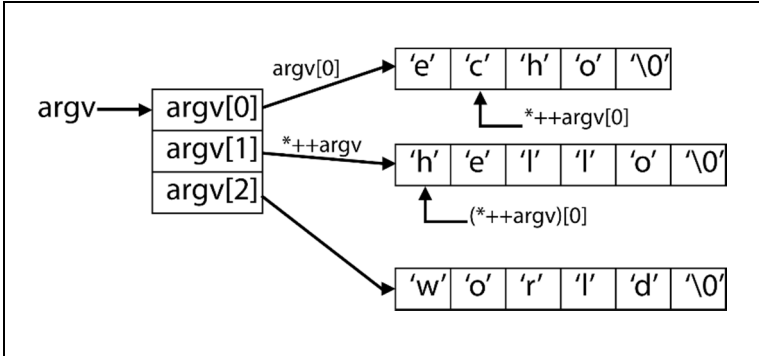 argv
argv[0]
argv[1]
argv[2]
argv[0]
'e' 'c' 'h' 'o' '\0'
*++argv[0]
*++argv
'h' 'e' 'l' 'l' 'o' '\0'
(*++argv)[0]
'w' 'o' 'r' 'l' 'd' '\0'